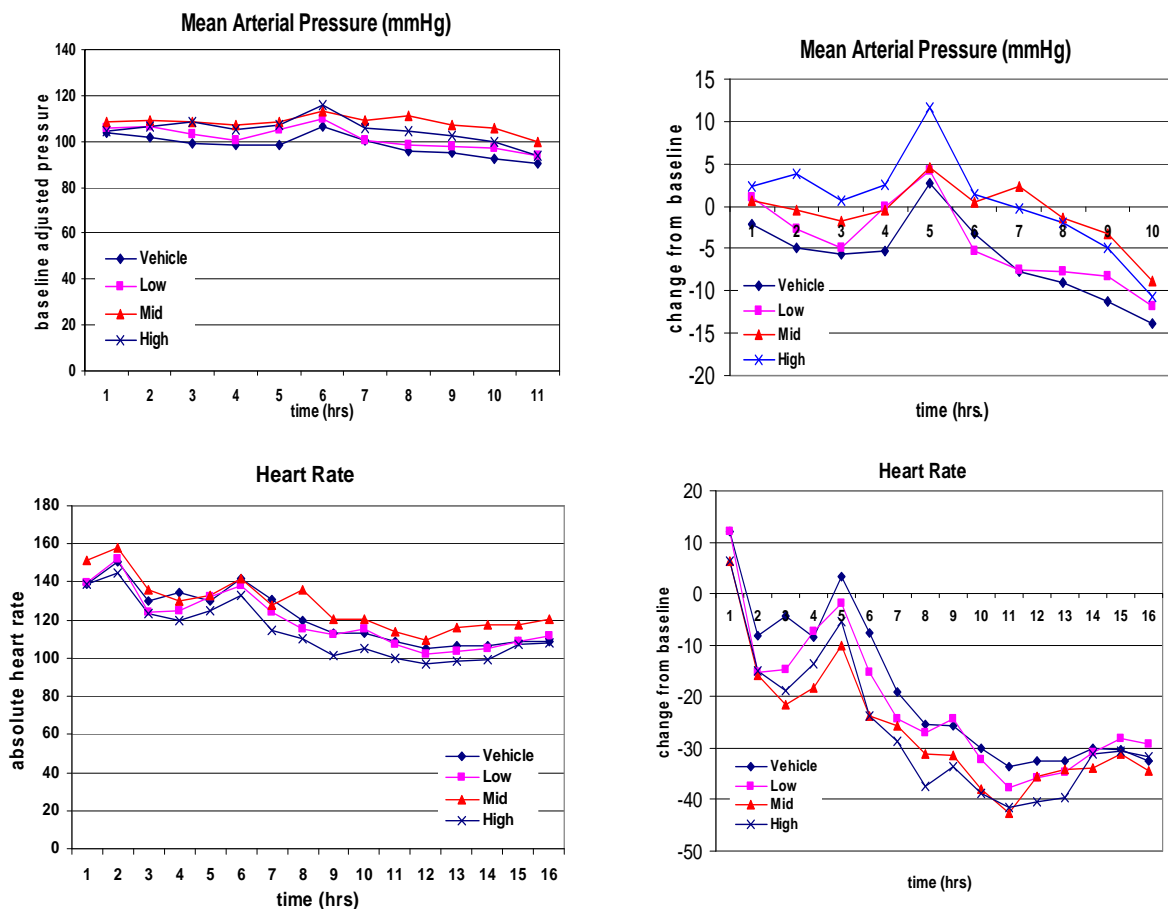 Mean Arterial Pressure (mmHg)
140
120
100
80
60
40
20
0
baseline adjusted pressure
Vehicle
Low
Mid
High
1 2 3 4 5 6 7 8 9 10 11
time (hrs)
Mean Arterial Pressure (mmHg)
15
10
5
0
-5
-10
-15
-20
change from baseline
1 2 3 4 5 6 7 8 9 10
Vehicle
Low
Mid
High
time (hrs.)
Heart Rate
180
160
140
120
100
80
60
40
20
0
absolute heart rate
Vehicle
Low
Mid
High
1 2 3 4 5 6 7 8 9 10 11 12 13 14 15 16
time (hrs)
Heart Rate
20
10
0
-10
-20
-30
-40
-50
change from baseline
1 2 3 4 5 6 7 8 9 10 11 12 13 14 15 16
Vehicle
Low
Mid
High
time (hrs)